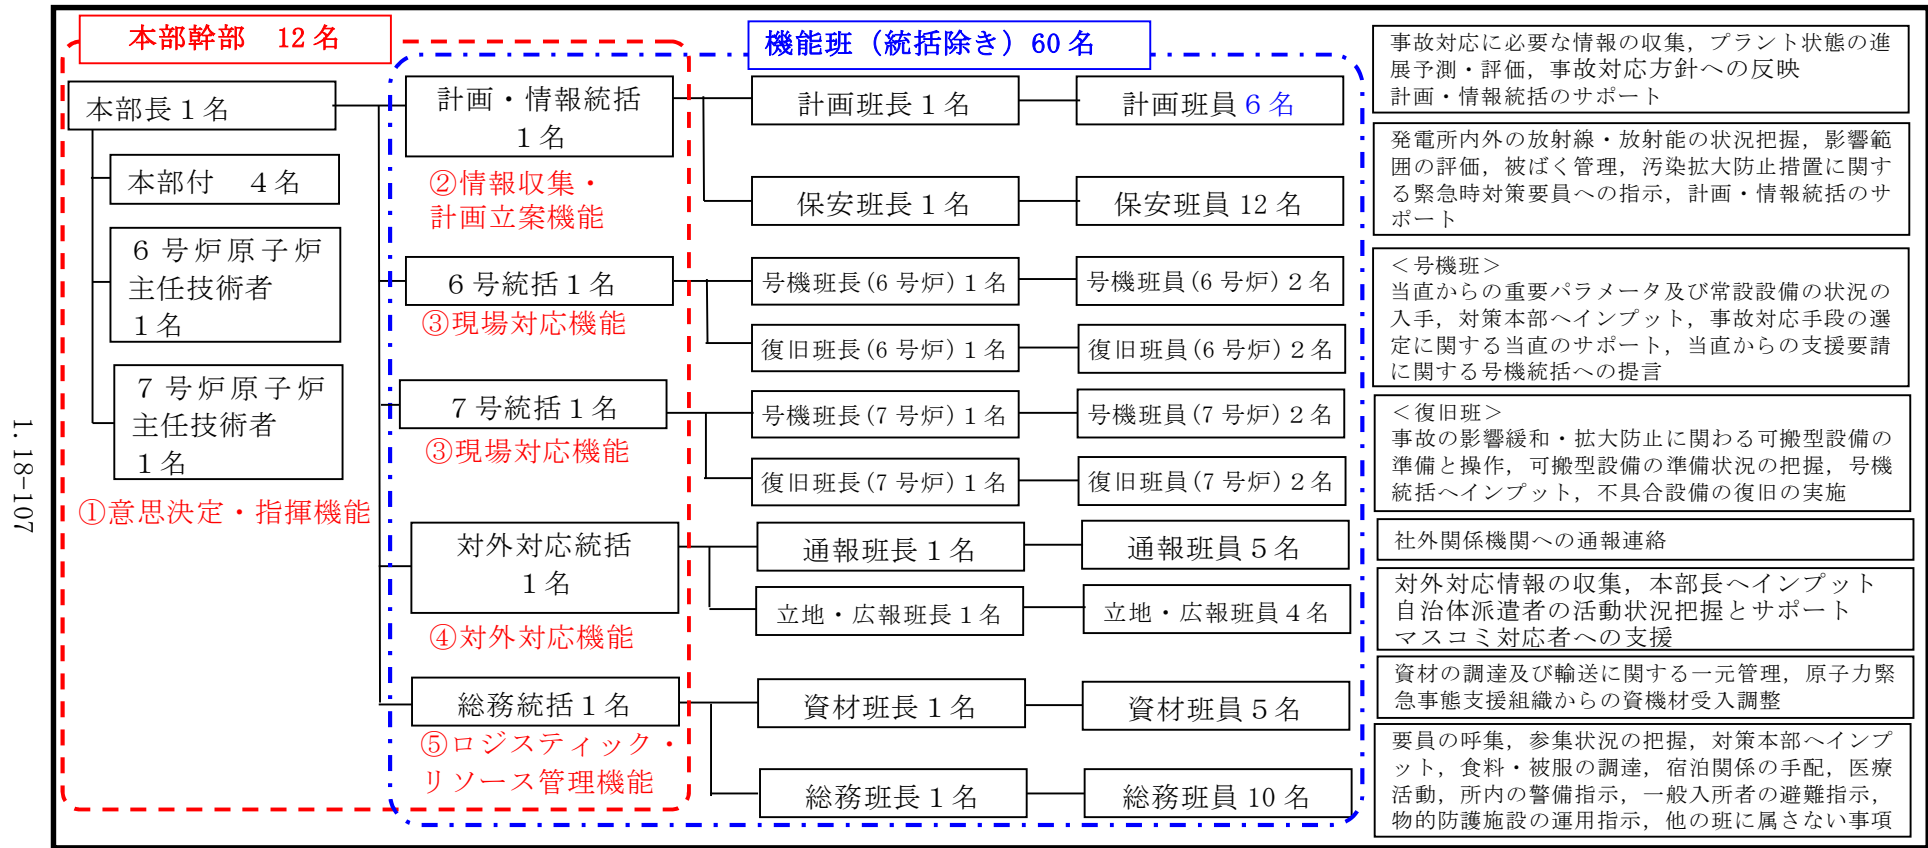 本部幹部　12名
機能班（統括除き）60名
本部長１名
本部付　４名
６号炉原子炉
主任技術者
１名
７号炉原子炉
主任技術者
１名
①意思決定・指揮機能
計画・情報統括
１名
②情報収集・
計画立案機能
６号統括１名
③現場対応機能
７号統括１名
③現場対応機能
対外対応統括
１名
④対外対応機能
総務統括１名
⑤ロジスティック・
リソース管理機能
計画班長１名
計画班員６名
保安班長１名
保安班員12名
号機班長(６号炉)１名
号機班員(６号炉)２名
復旧班長(６号炉)１名
復旧班員(６号炉)２名
号機班長(７号炉)１名
号機班員(７号炉)２名
復旧班長(７号炉)１名
復旧班員(７号炉)２名
通報班長１名
通報班員５名
立地・広報班長１名
立地・広報班員４名
資材班長１名
資材班員５名
総務班長１名
総務班員10名
事故対応に必要な情報の収集，プラント状態の進
展予測・評価，事故対応方針への反映
計画・情報統括のサポート
発電所内外の放射線・放射能の状況把握，影響範
囲の評価，被ばく管理，汚染拡大防止措置に関す
る緊急時対策要員への指示，計画・情報統括のサ
ポート
＜号機班＞
当直からの重要パラメータ及び常設設備の状況の
入手，対策本部へインプット，事故対応手段の選
定に関する当直のサポート，当直からの支援要請
に関する号機統括への提言
＜復旧班＞
事故の影響緩和・拡大防止に関わる可搬型設備の
準備と操作，可搬型設備の準備状況の把握，号機
統括へインプット，不具合設備の復旧の実施
社外関係機関への通報連絡
対外対応情報の収集，本部長へインプット
自治体派遣者の活動状況把握とサポート
マスコミ対応者への支援
資材の調達及び輸送に関する一元管理，原子力緊
急事態支援組織からの資機材受入調整
要員の呼集，参集状況の把握，対策本部へインプ
ット，食料・被服の調達，宿泊関係の手配，医療
活動，所内の警備指示，一般入所者の避難指示，
物的防護施設の運用指示，他の班に属さない事項
1.18-107